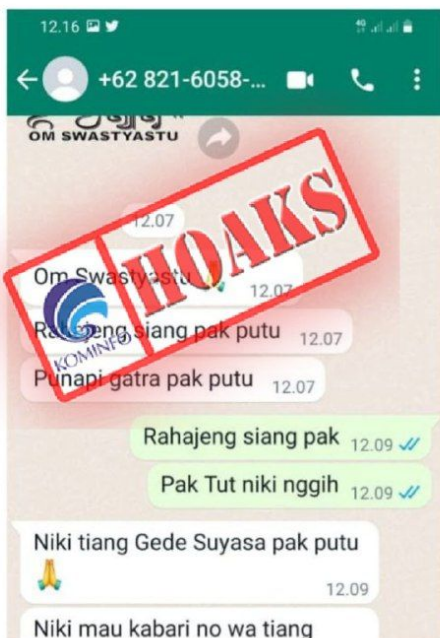 12.16
+62 821-6058-...
OM SWASTYASTU
12.07
Om Swastyastu 🙏 12.07
Rahajeng siang pak putu 12.07
Punapi gatra pak putu 12.07
HOAKS
KOMINFO
Rahajeng siang pak 12.09
Pak Tut niki nggih 12.09
Niki tiang Gede Suyasa pak putu
🙏 12.09
Niki mau kabari no wa tiang